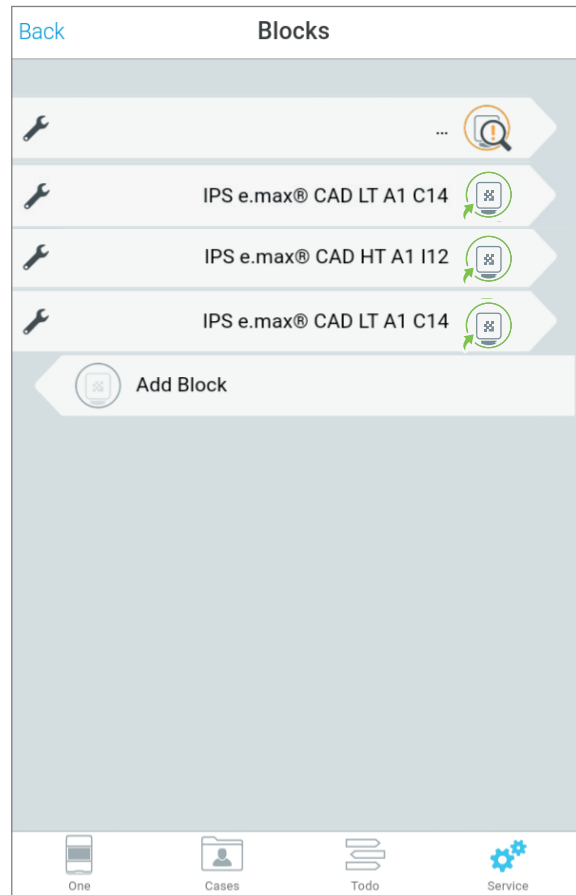 Back Blocks
...
IPS e.max® CAD LT A1 C14
IPS e.max® CAD HT A1 I12
IPS e.max® CAD LT A1 C14
Add Block
One Cases Todo Service